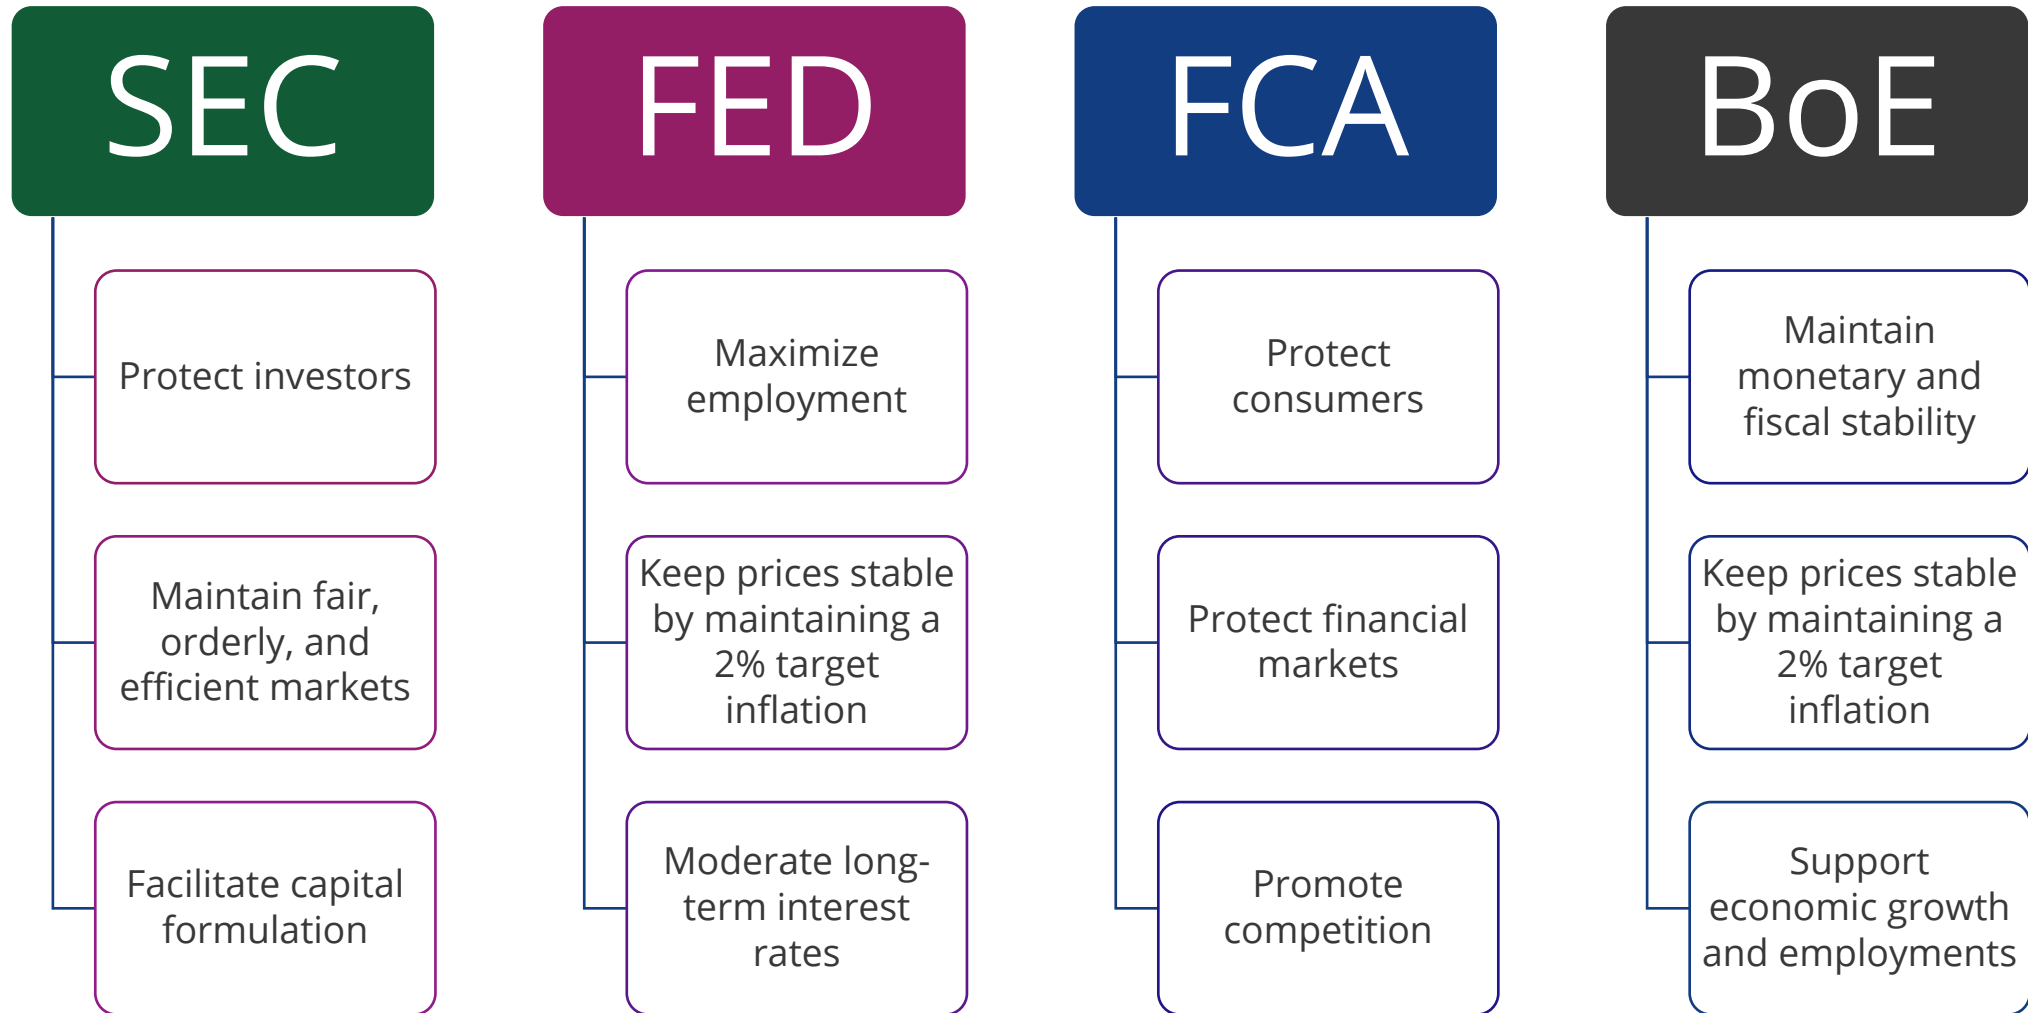 SEC
Protect investors
Maintain fair,
orderly, and
efficient markets
Facilitate capital
formulation
FED
Maximize
employment
Keep prices stable
by maintaining a
2% target
inflation
Moderate long-
term interest
rates
FCA
Protect
consumers
Protect financial
markets
Promote
competition
BoE
Maintain
monetary and
fiscal stability
Keep prices stable
by maintaining a
2% target
inflation
Support
economic growth
and employments